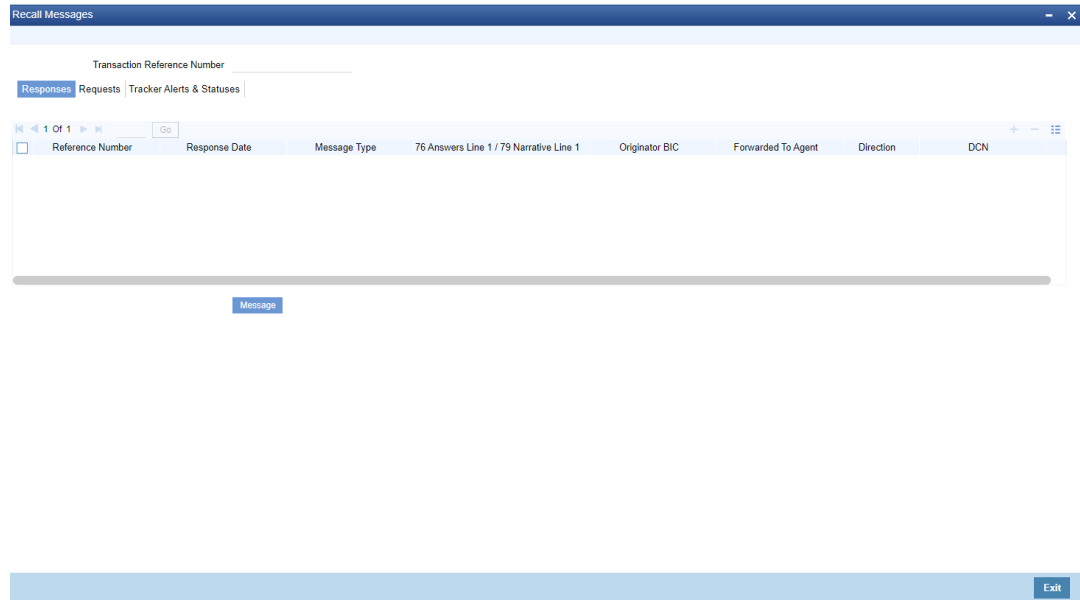 Recall Messages
Transaction Reference Number
Responses Requests Tracker Alerts & Statuses
1 Of 1 Go
Reference Number Response Date Message Type 76 Answers Line 1 / 79 Narrative Line 1 Originator BIC Forwarded To Agent Direction DCN
Message
Exit